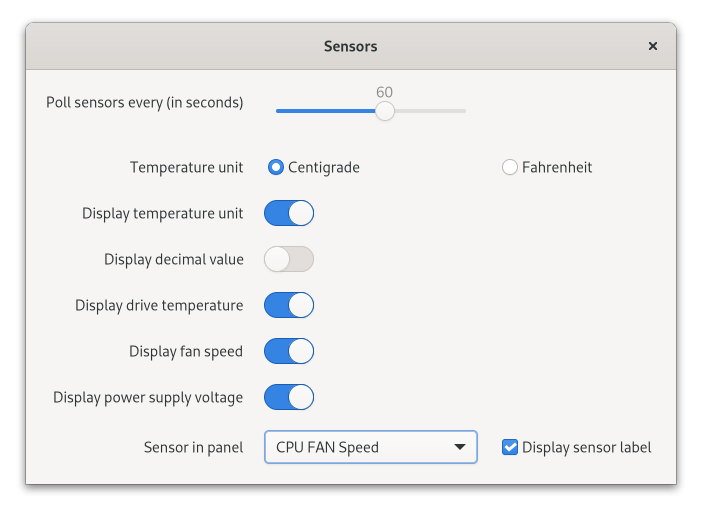 Sensors
60
Poll sensors every (in seconds)
Temperature unit Centigrade Fahrenheit
Display temperature unit
Display decimal value
Display drive temperature
Display fan speed
Display power supply voltage
Sensor in panel CPU FAN Speed Display sensor label